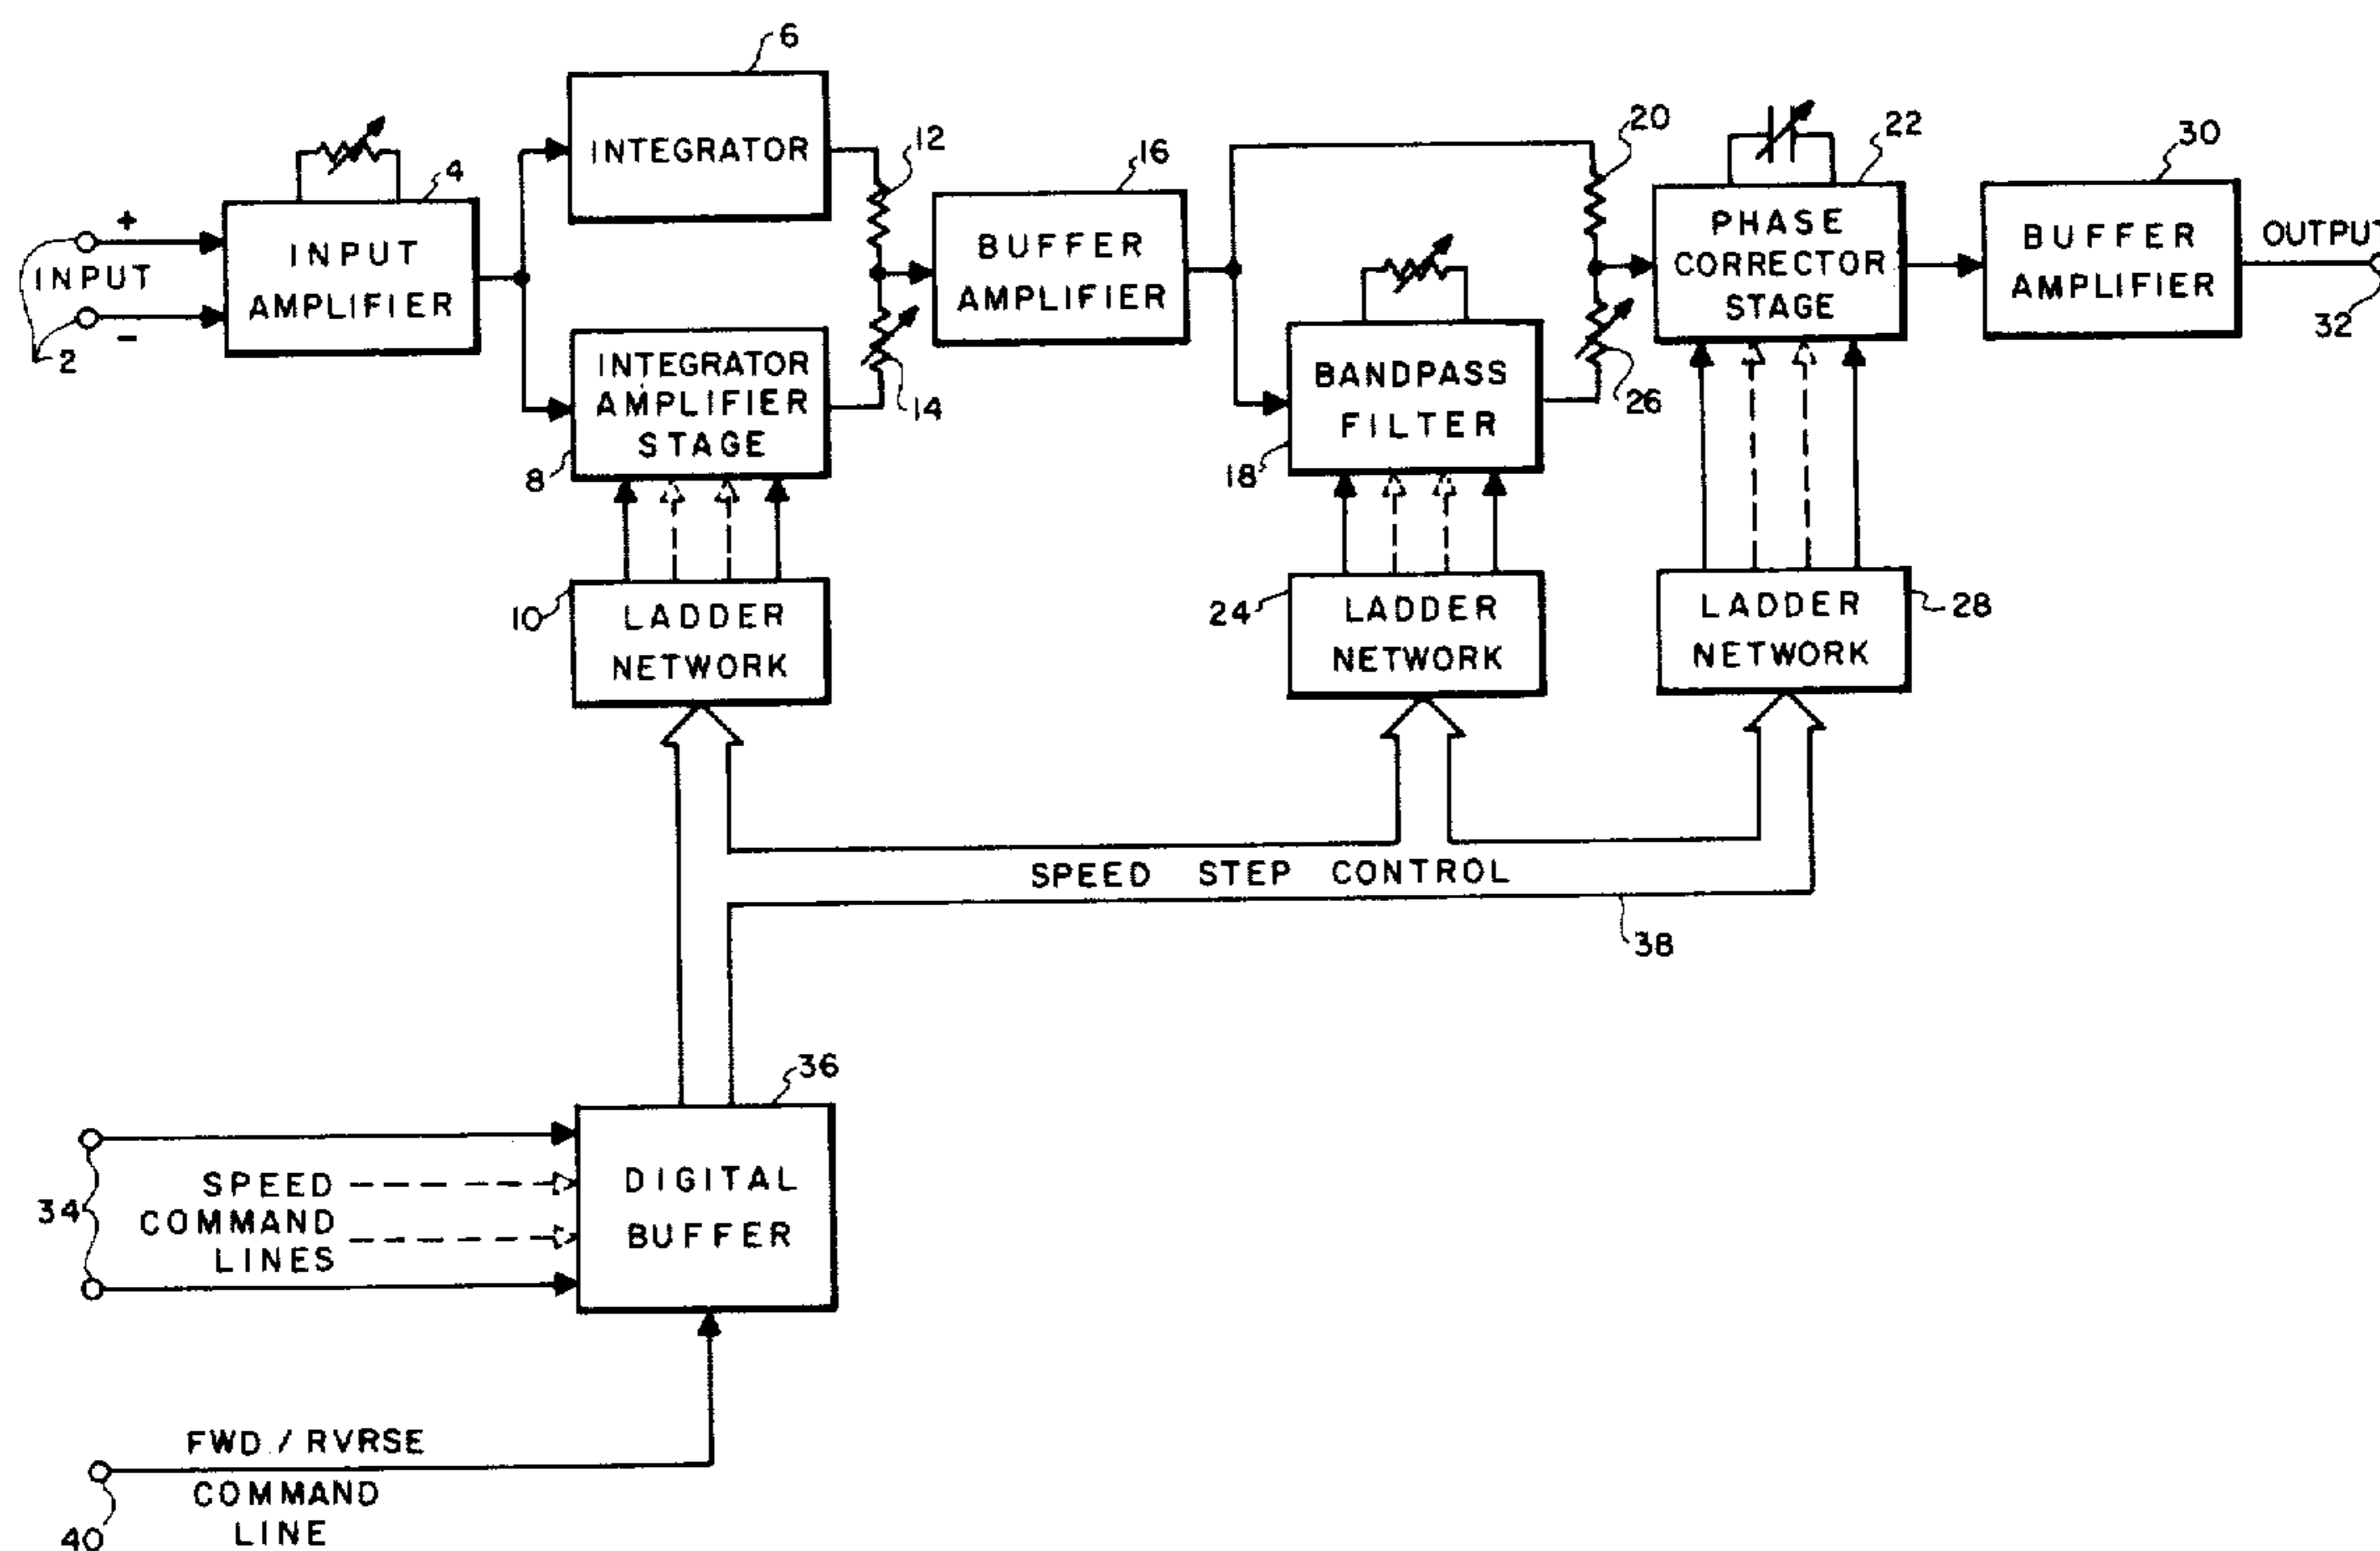 6
12
4
+
INPUT
-
2
INPUT
AMPLIFIER
INTEGRATOR
INTEGRATOR
AMPLIFIER
STAGE
8
14
10
LADDER
NETWORK
16
BUFFER
AMPLIFIER
20
BANDPASS
FILTER
18
26
24
LADDER
NETWORK
22
PHASE
CORRECTOR
STAGE
LADDER
NETWORK
28
30
BUFFER
AMPLIFIER
OUTPUT
32
SPEED STEP CONTROL
38
36
DIGITAL
BUFFER
34
SPEED
COMMAND
LINES
FWD / RVRSE
COMMAND
LINE
40